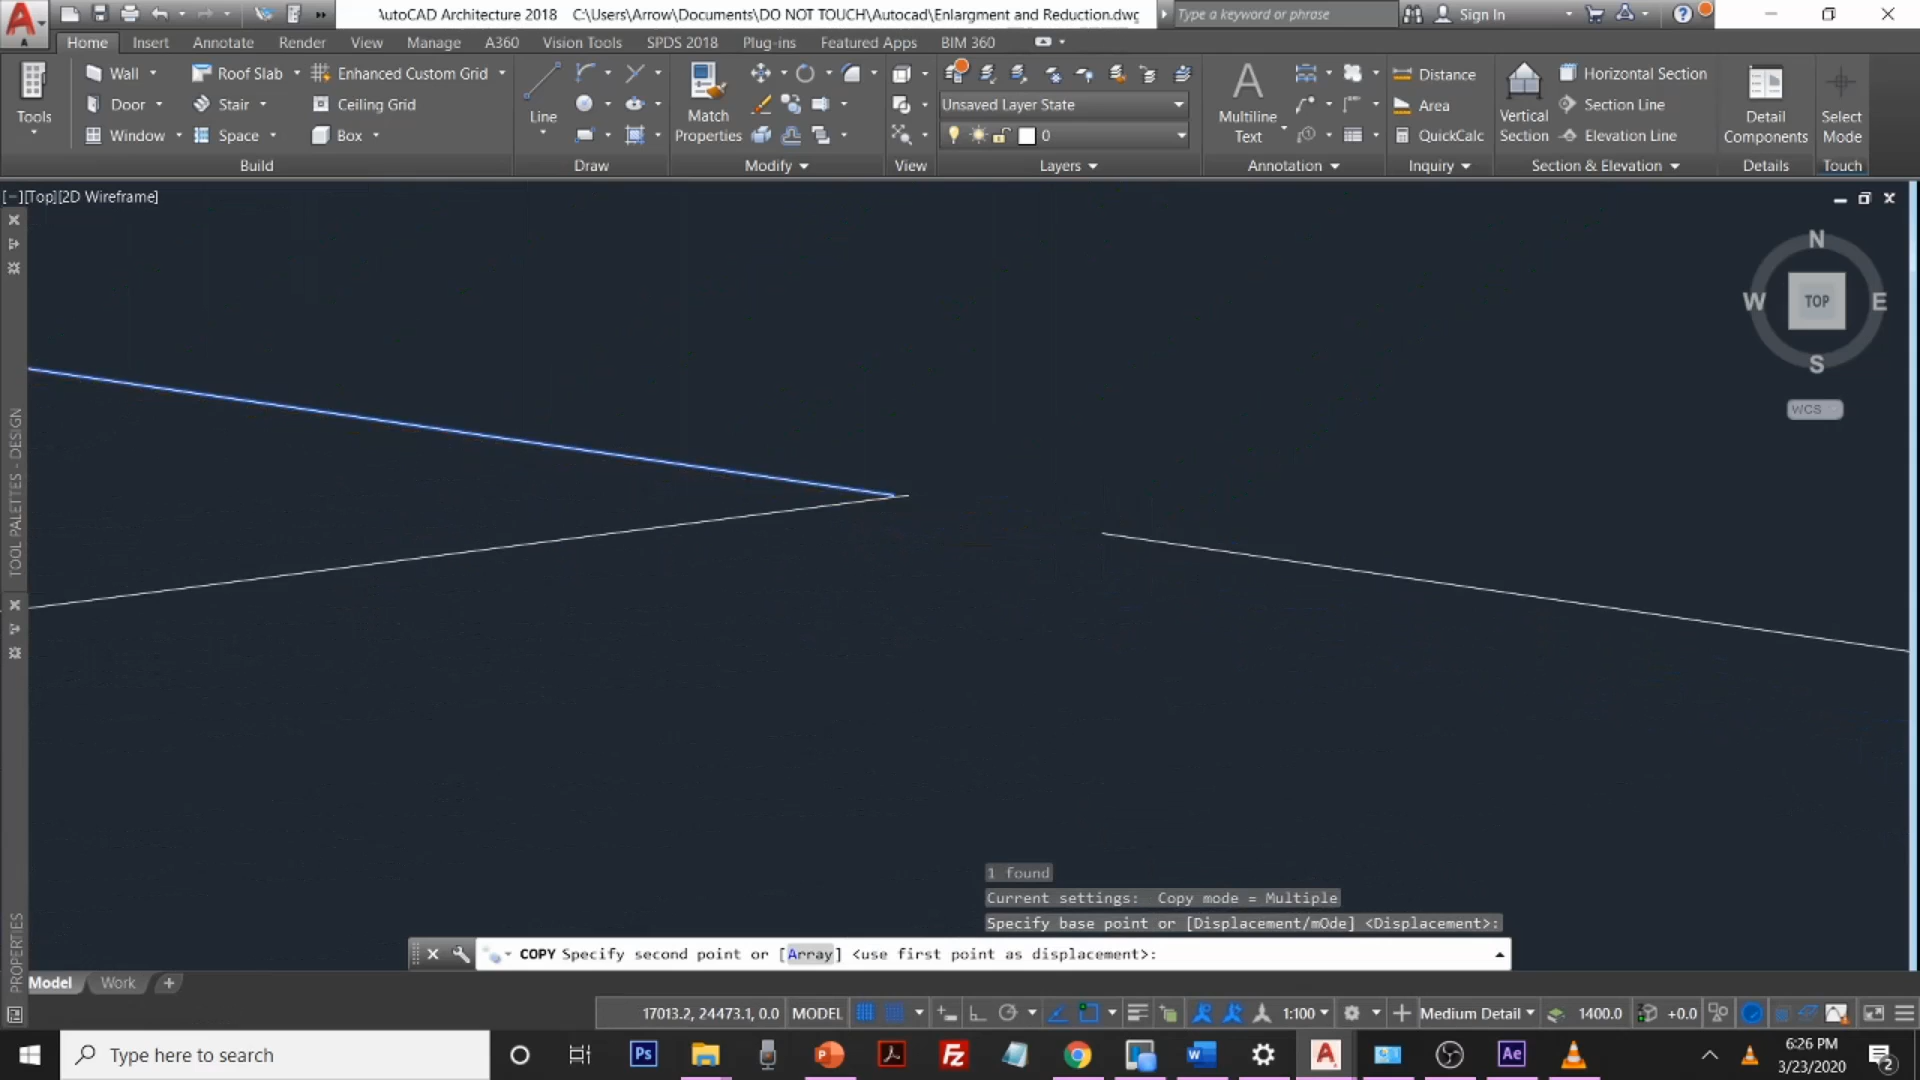 AutoCAD Architecture 2018 C:\Users\Arrow\Documents\DO NOT TOUCH\Autocad\Enlargment and Reduction.dwg
Type a keyword or phrase
Sign In
Home Insert Annotate Render View Manage A360 Vision Tools SPDS 2018 Plug-ins Featured Apps BIM 360
Wall Roof Slab Enhanced Custom Grid Distance Horizontal Section
Door Stair Ceiling Grid Unsaved Layer State Area Section Line
Window Space Box 0 QuickCalc Elevation Line
Tools
Line
Match
Properties
Multiline
Text
Vertical
Section
Detail
Components
Select
Mode
Build Draw Modify View Layers Annotation Inquiry Section & Elevation Details Touch
[−][Top][2D Wireframe]
N
W TOP E
S
WCS
TOOL PALETTES - DESIGN
PROPERTIES
1 found
Current settings: Copy mode = Multiple
Specify base point or [Displacement/mOde] <Displacement>:
COPY Specify second point or [Array] <use first point as displacement>:
Model Work +
17013.2, 24473.1, 0.0 MODEL 1:100 Medium Detail 1400.0 +0.0
Type here to search
Ps
Fz
Ae
6:26 PM
3/23/2020
2